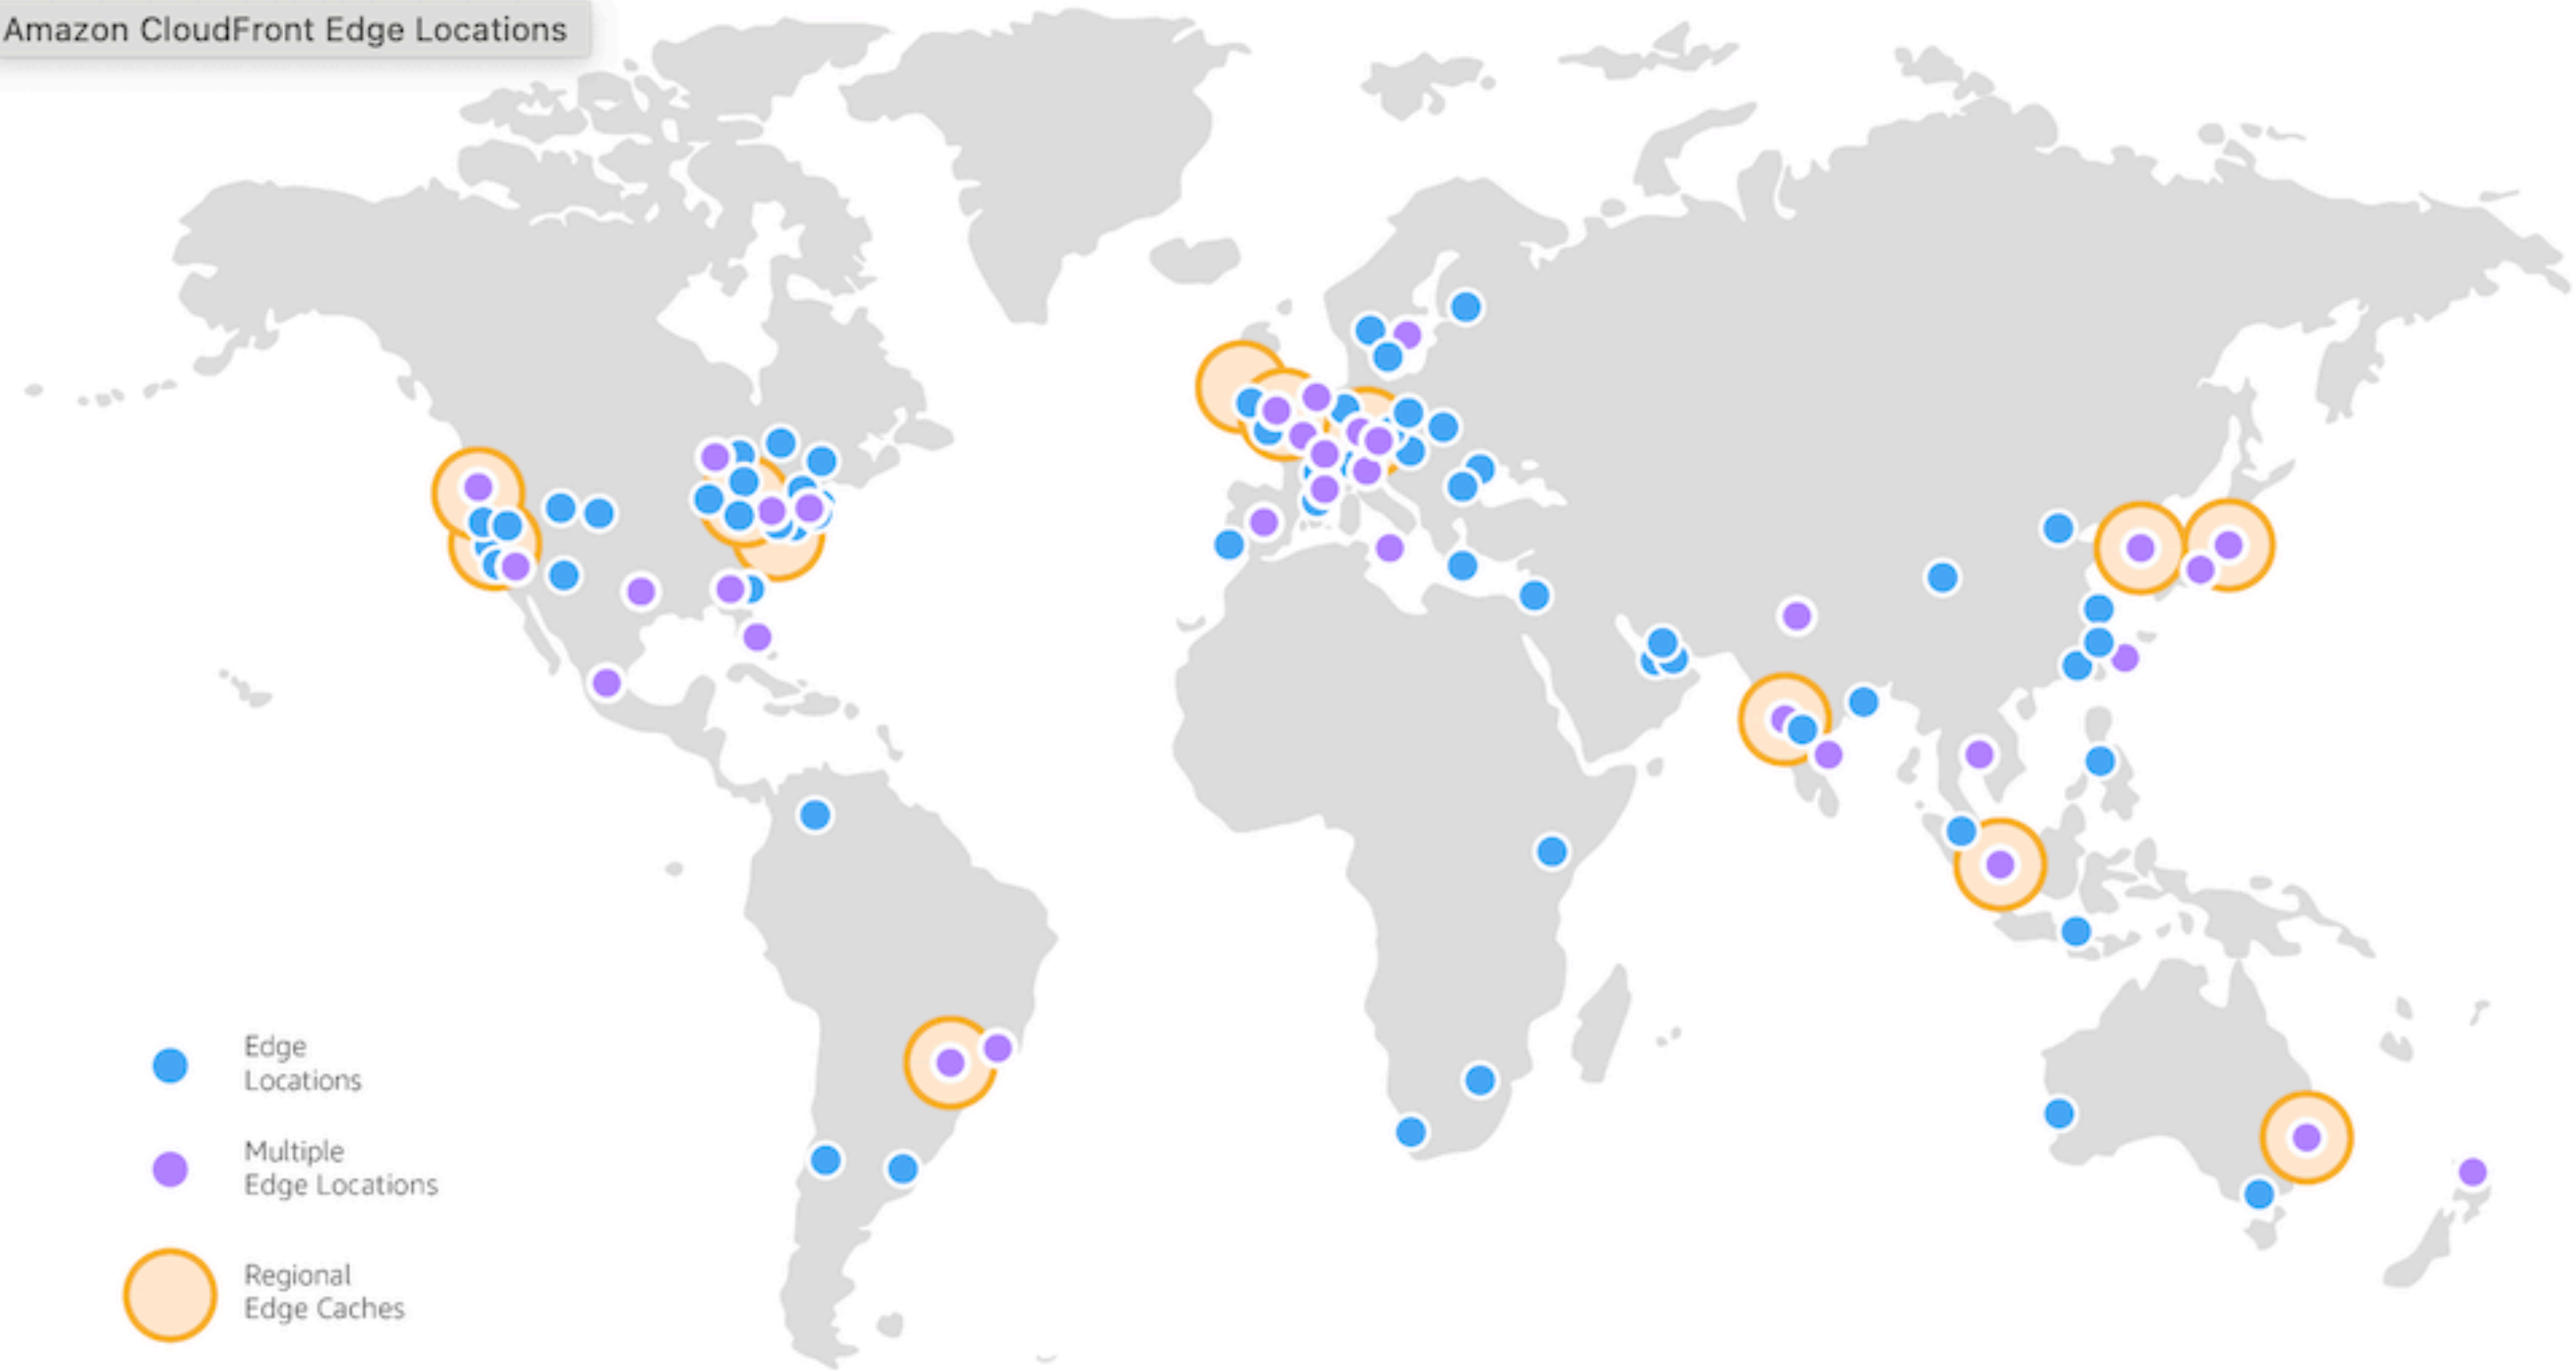 Amazon CloudFront Edge Locations
Edge
Locations
Multiple
Edge Locations
Regional
Edge Caches